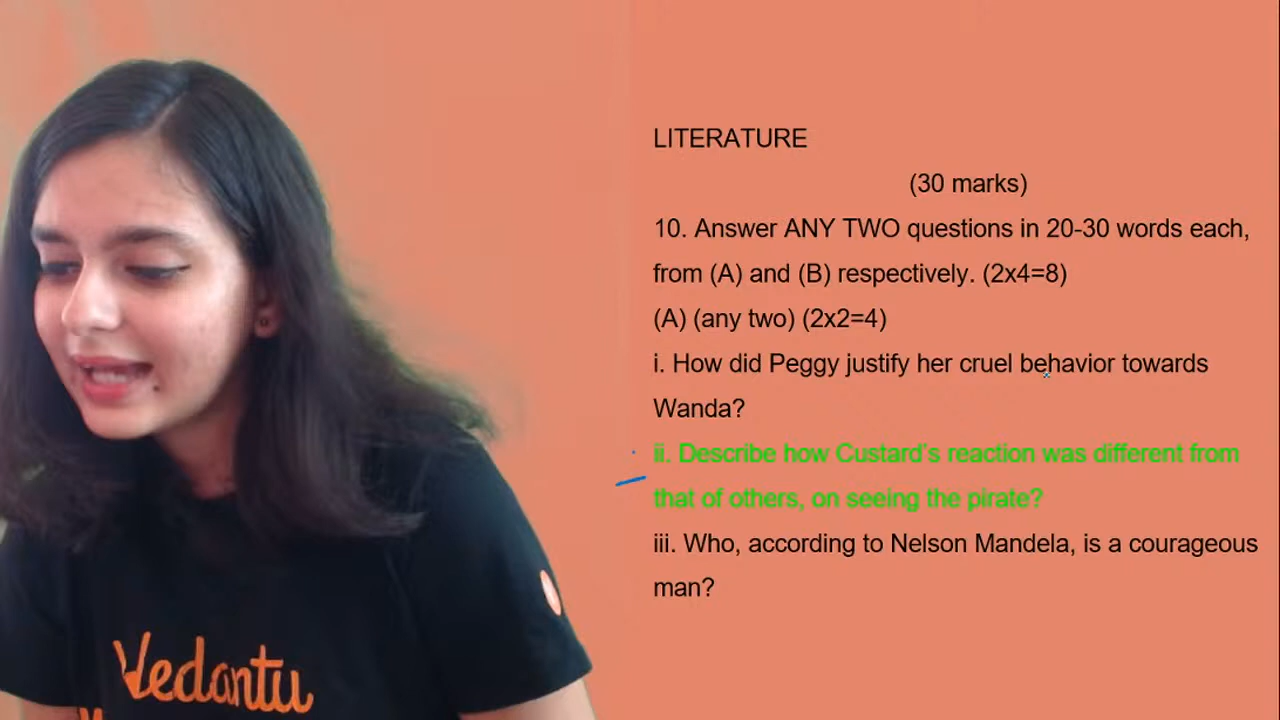 LITERATURE
(30 marks)
10. Answer ANY TWO questions in 20-30 words each,
from (A) and (B) respectively. (2x4=8)
(A) (any two) (2x2=4)
i. How did Peggy justify her cruel behavior towards
Wanda?
ii. Describe how Custard's reaction was different from
that of others, on seeing the pirate?
iii. Who, according to Nelson Mandela, is a courageous
man?
Vedantu